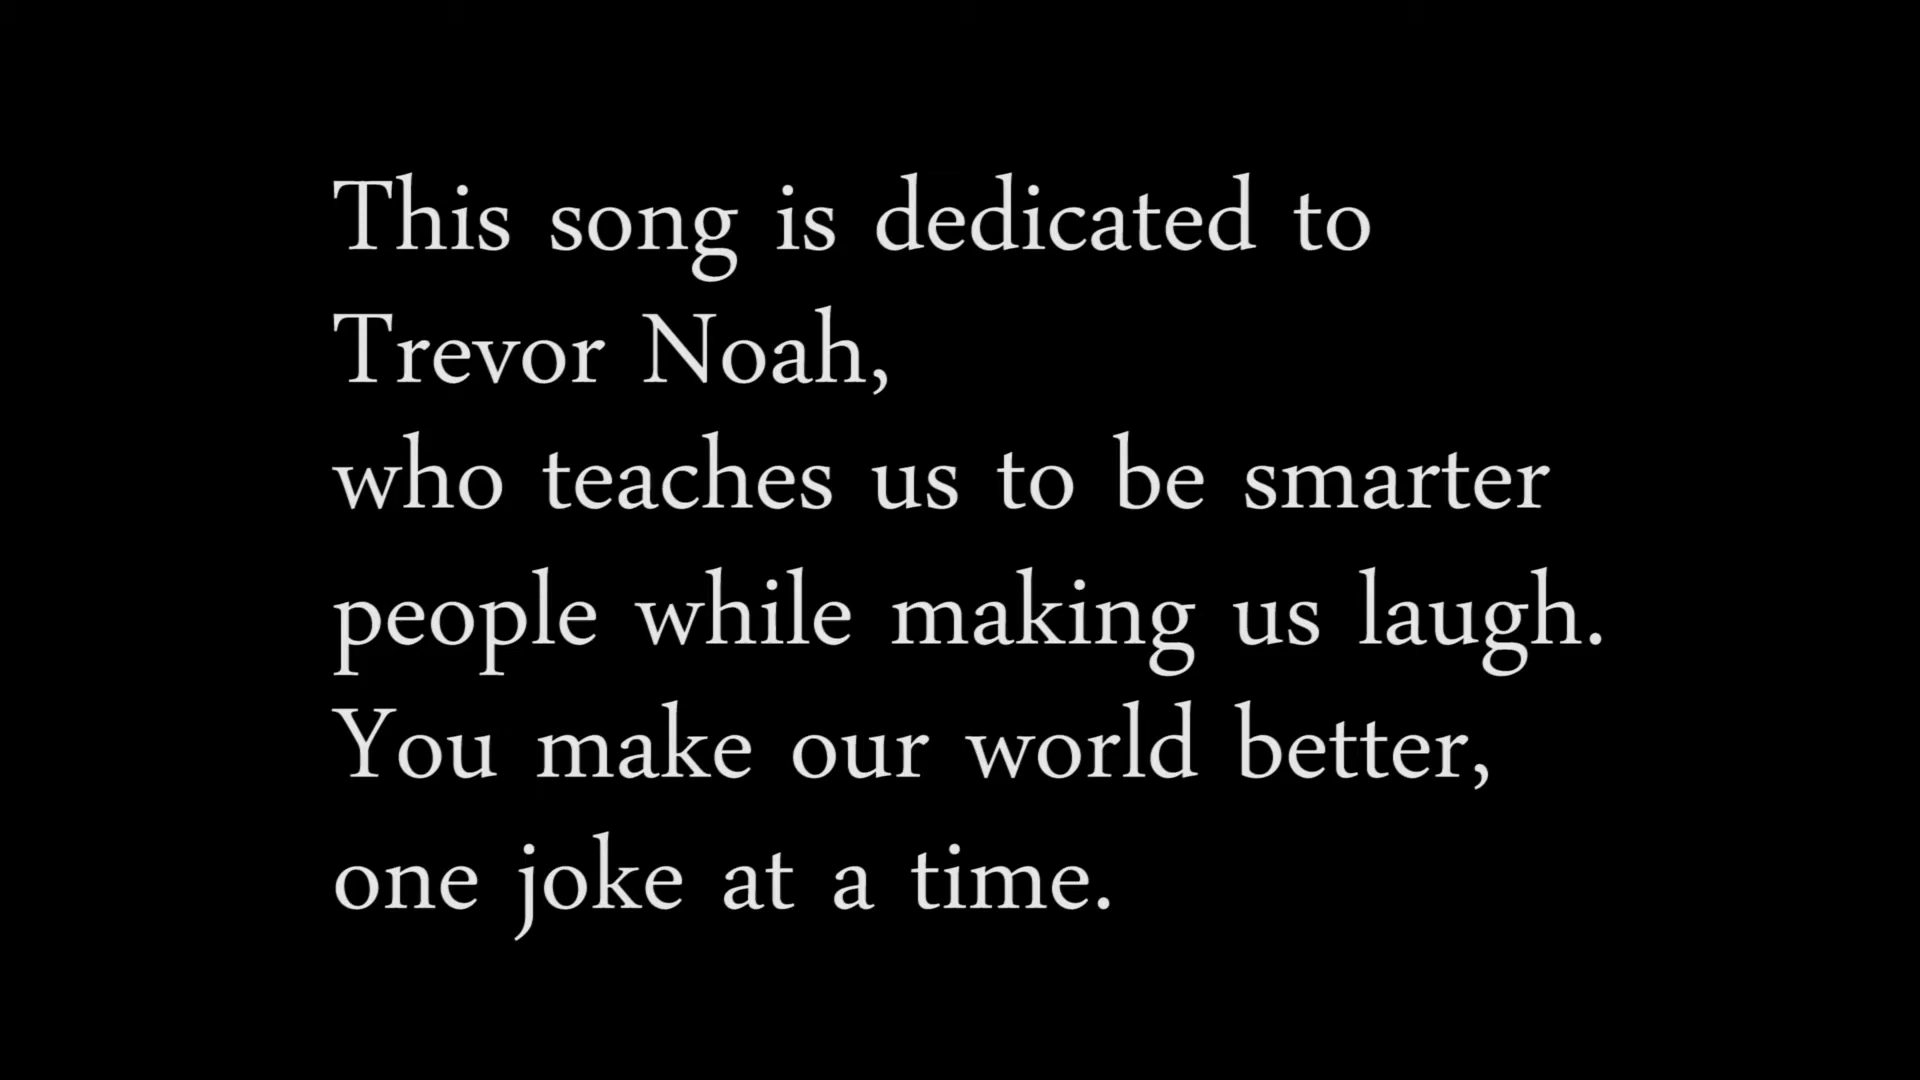 This song is dedicated to
Trevor Noah,
who teaches us to be smarter
people while making us laugh.
You make our world better,
one joke at a time.